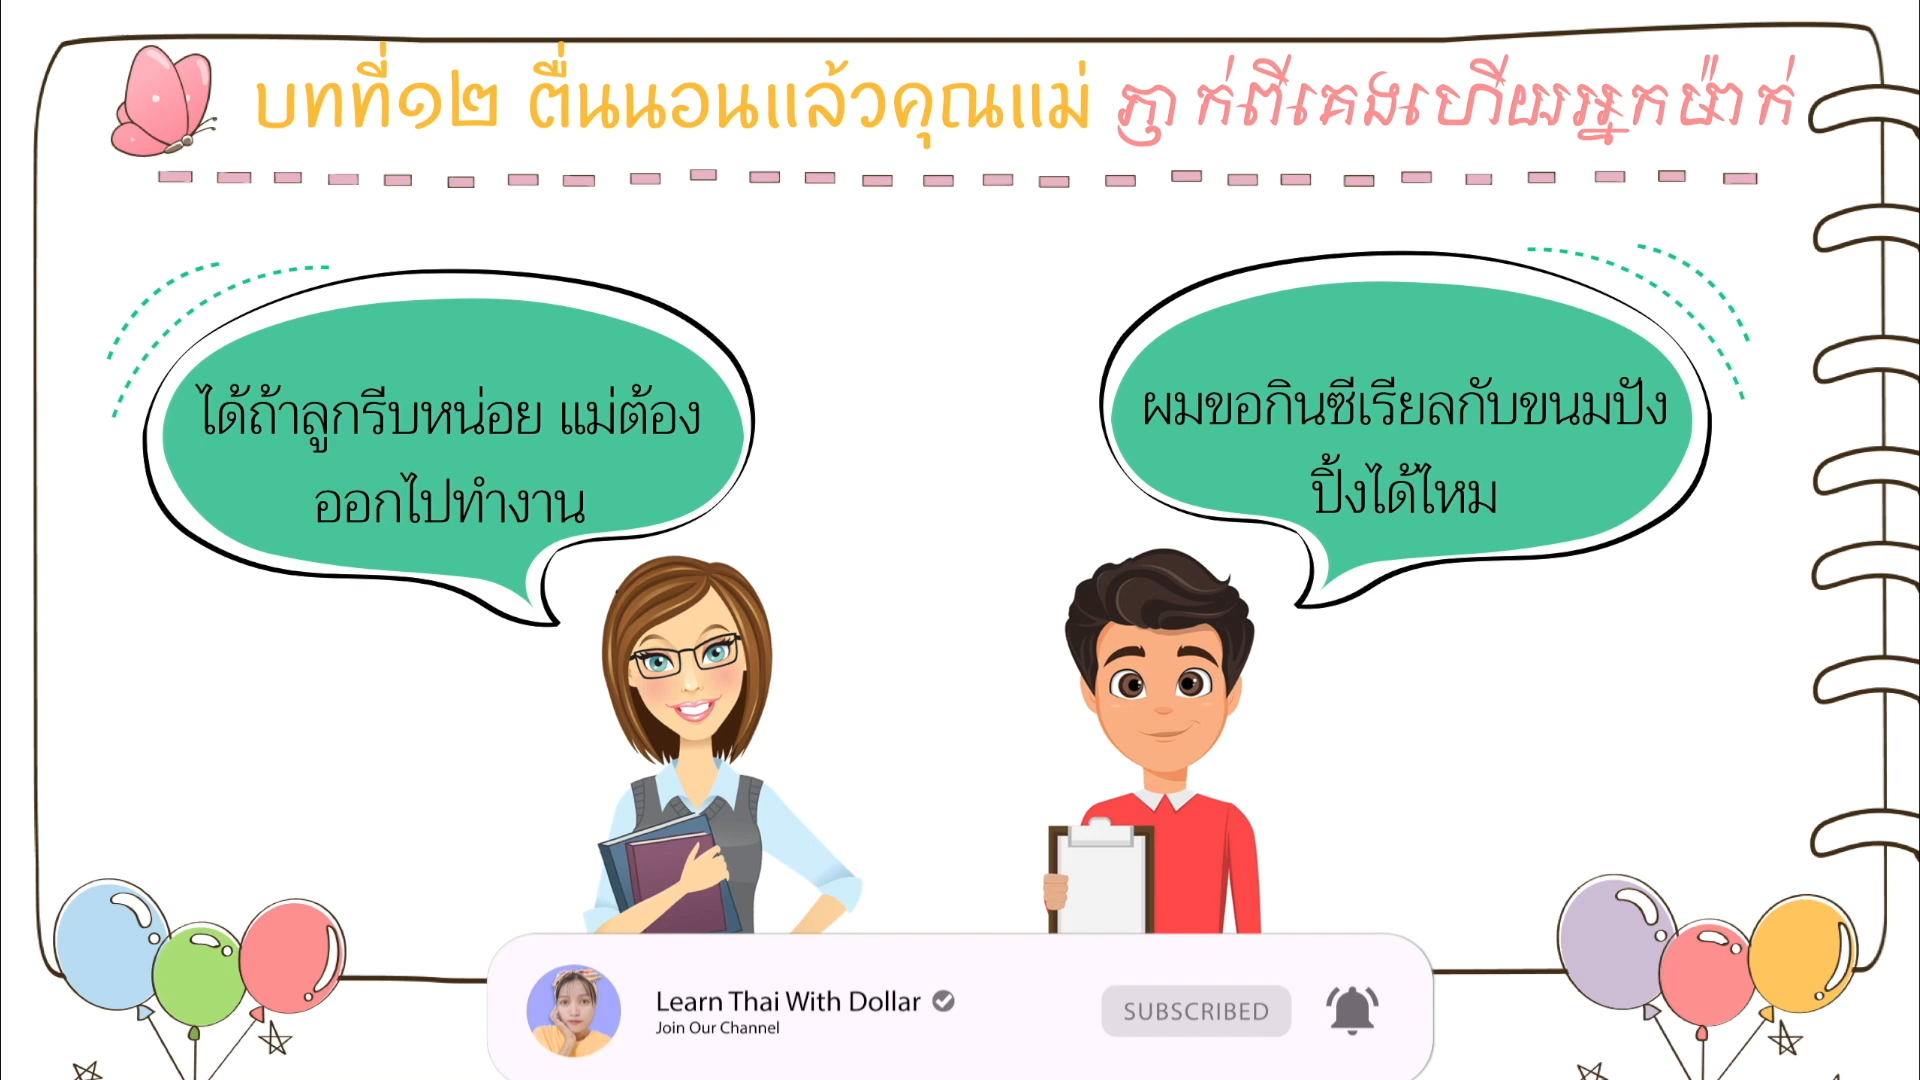 บทที่๑๒ ตื่นนอนแล้วคุณแม่ ភ្ញាក់ពីគេងហើយអ្នកម៉ាក់
ได้ถ้าลูกรีบหน่อย แม่ต้อง
ออกไปทำงาน
ผมขอกินซีเรียลกับขนมปัง
ปิ้งได้ไหม
Learn Thai With Dollar
Join Our Channel
SUBSCRIBED